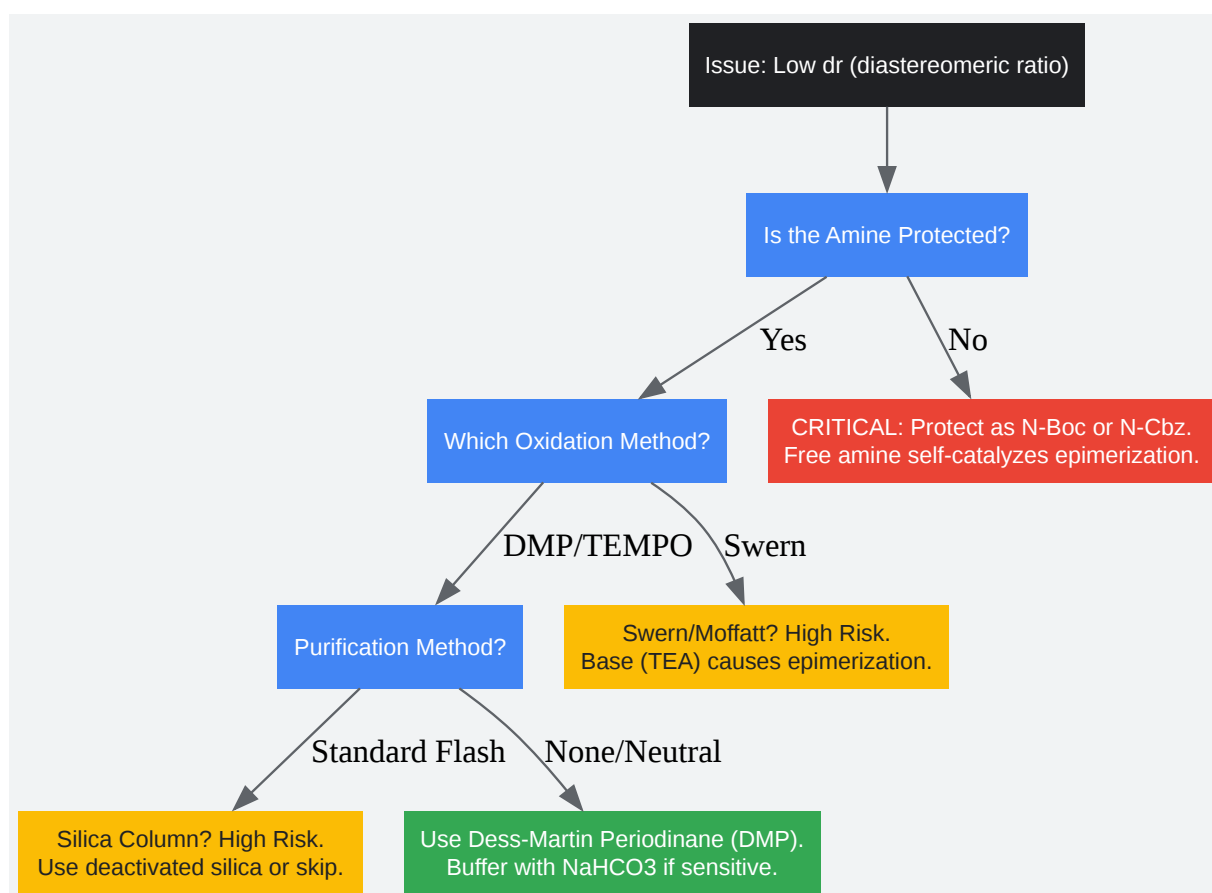 Issue: Low dr (diastereomeric ratio)
Is the Amine Protected?
Yes
No
Which Oxidation Method?
CRITICAL: Protect as N-Boc or N-Cbz.
Free amine self-catalyzes epimerization.
DMP/TEMPO
Swern
Purification Method?
Swern/Moffatt? High Risk.
Base (TEA) causes epimerization.
Standard Flash
None/Neutral
Silica Column? High Risk.
Use deactivated silica or skip.
Use Dess-Martin Periodinane (DMP).
Buffer with NaHCO3 if sensitive.